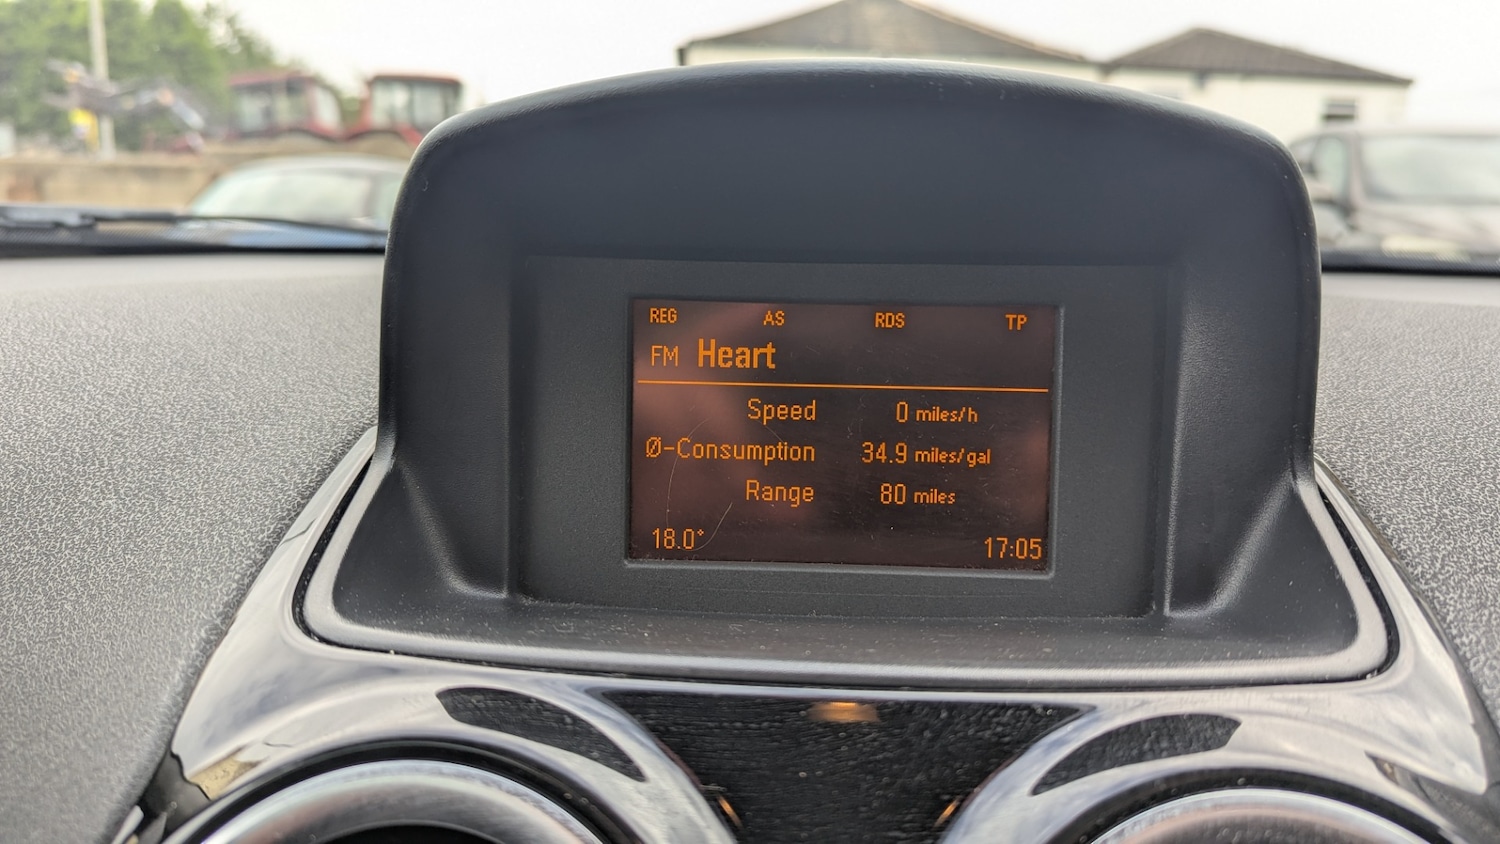 REG AS RDS TP
FM Heart
Speed 0 miles/h
Ø-Consumption 34.9 miles/gal
Range 80 miles
18.0° 17:05